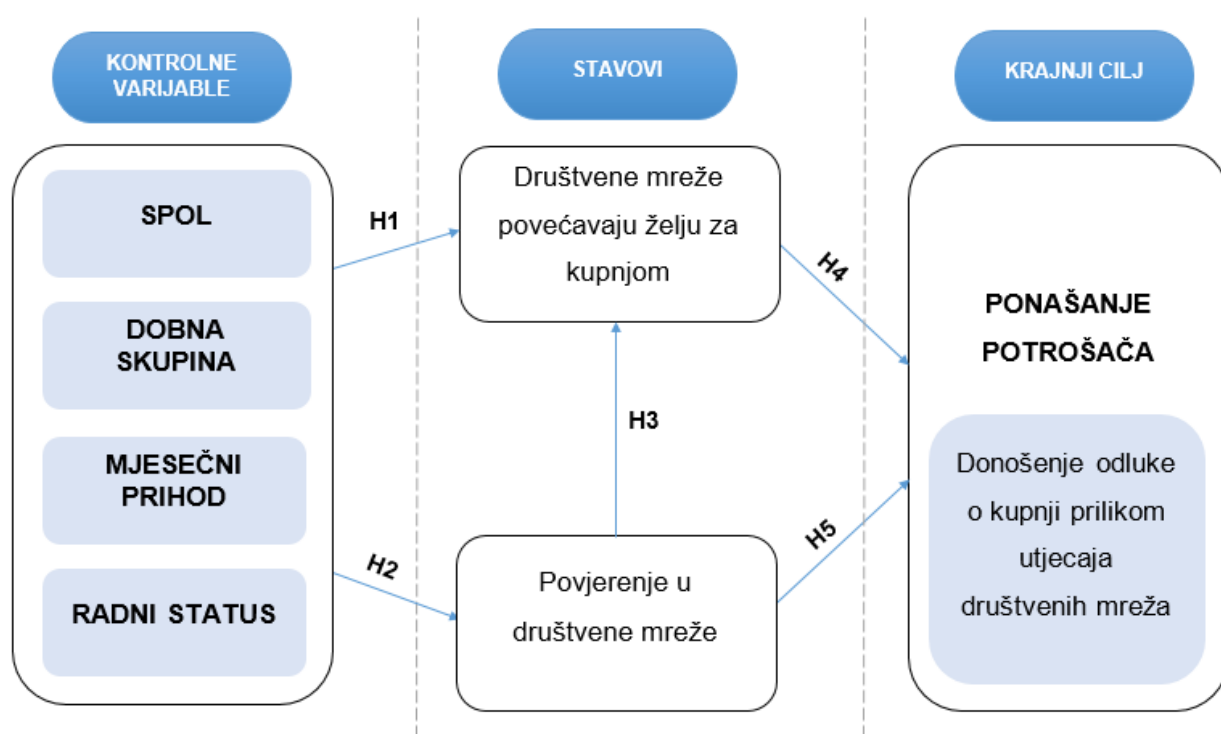 KONTROLNE
VARIJABLE
SPOL
DOBNA
SKUPINA
MJESEČNI
PRIHOD
RADNI STATUS
H1
H2
STAVOVI
Društvene mreže
povećavaju želju za
kupnjom
H3
Povjerenje u
društvene mreže
H4
H5
KRAJNJI CILJ
PONAŠANJE
POTROŠAČA
Donošenje odluke
o kupnji prilikom
utjecaja
društvenih mreža